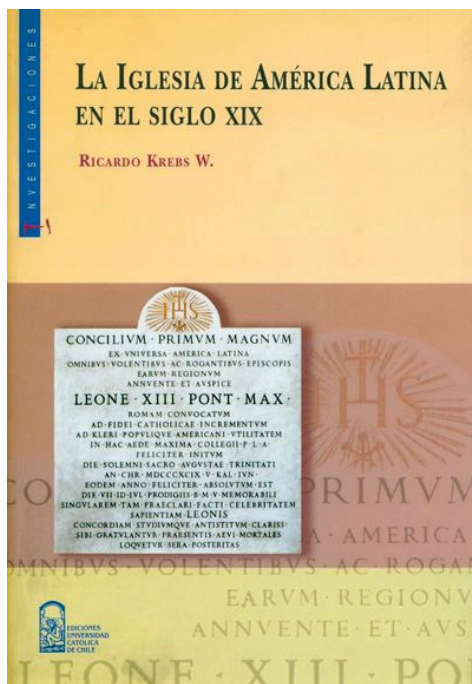 INVESTIGACIONES
LA IGLESIA DE AMÉRICA LATINA
EN EL SIGLO XIX
RICARDO KREBS W.
IHS
CONCILIVM · PRIMVM · MAGNVM
EX · VNIVERSA · AMERICA · LATINA
OMNIBVS · VOLENTIBVS · AC · ROGANTIBVS · EPISCOPIS
EARVM · REGIONVM
ANNVENTE · ET · AVSPICE
LEONE · XIII · PONT · MAX ·
ROMAM · CONVOCATVM
AD · FIDEI · CATHOLICAE · INCREMENTVM
AD · KLERI · POPVLIQVE · AMERICANI · VTILITATEM
IN · HAC · AEDE · MAXIMA · COLLEGII · P · L · A
FELICITER · INITVM
DIE · SOLEMNI · SACRO · AVGVSTAE · TRINITATI
AN · CHR · MDCCCXCIX · V · KAL · IVN ·
EODEM · ANNO · FELICITER · ABSOLVTVM · EST
DIE · VII · ID · IVL · PRODIGIIS · B · M · V · MEMORABILI
SINGVLAREM · TAM · PRAECLARI · FACTI · CELEBRITATEM
SAPIENTIAM · LEONIS
CONCORDIAM · STVDIVMQVE · ANTISTITVM · CLARISS ·
SIBI · GRATVLANTVR · PRAESENTIS · AEVI · MORTALES
LOQVETVR · SERA · POSTERITAS
IHS
CO PRIMVM
A · AMERICA
OMNIBVS · VOLENTIBVS · AC · ROGAN
EARVM · REGIONV
ANNVENTE · ET · AVS
LEONE · XIII · PO
EDICIONES
UNIVERSIDAD
CATÓLICA
DE CHILE